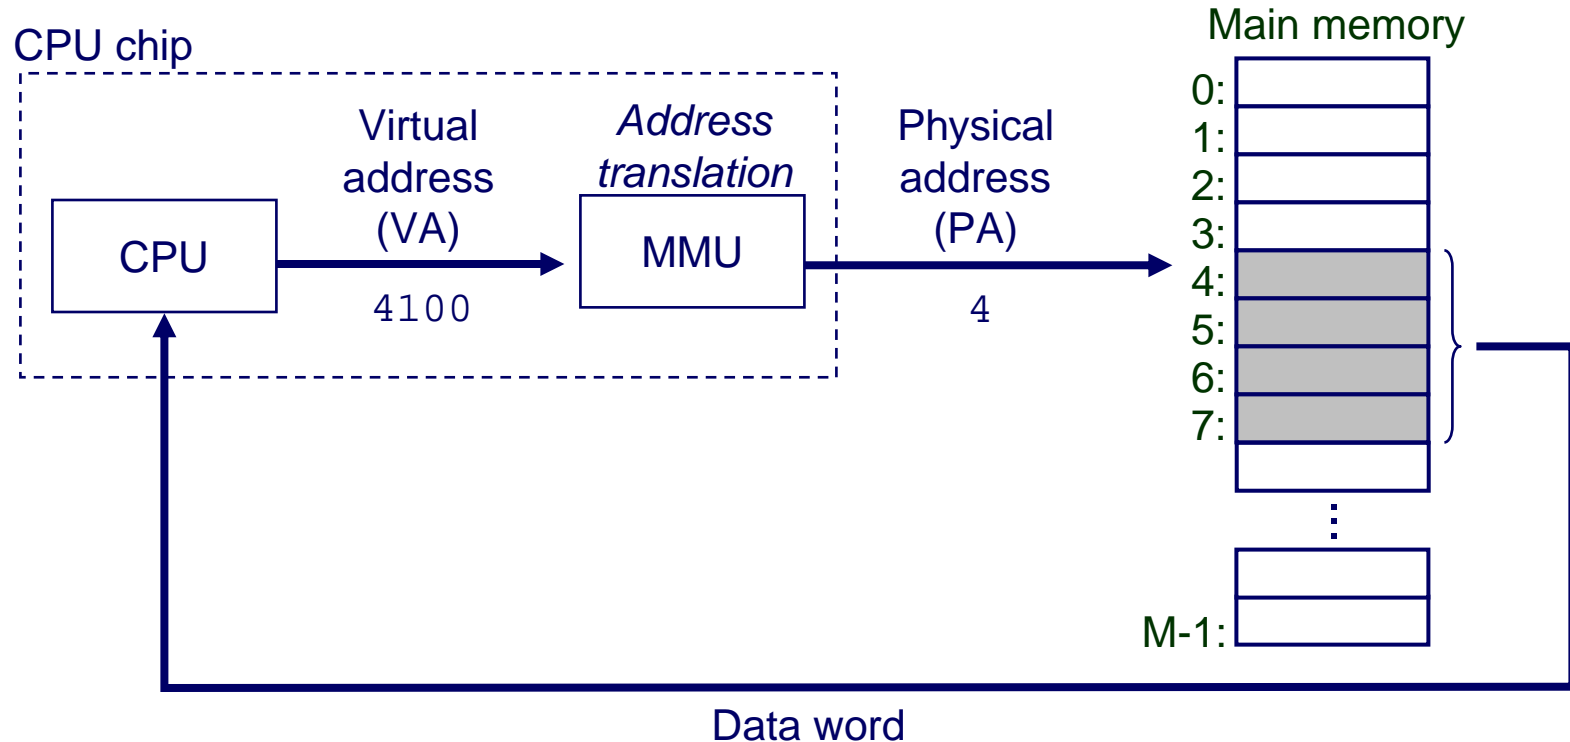 CPU chip
CPU
Virtual
address
(VA)
4100
Address
translation
MMU
Physical
address
(PA)
4
Main memory
0:
1:
2:
3:
4:
5:
6:
7:
M-1:
Data word